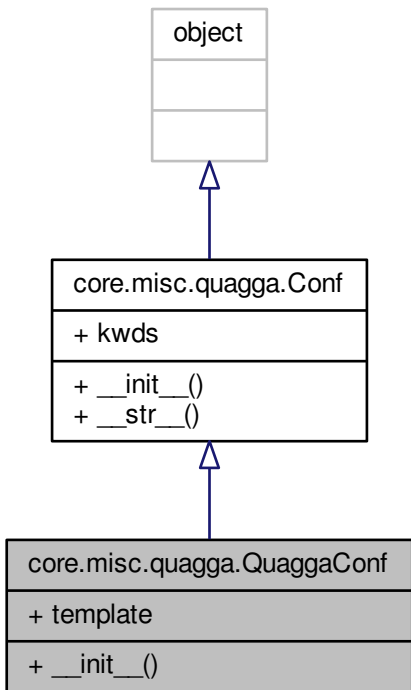 object
core.misc.quagga.Conf
+ kwds
+ __init__()
+ __str__()
core.misc.quagga.QuaggaConf
+ template
+ __init__()